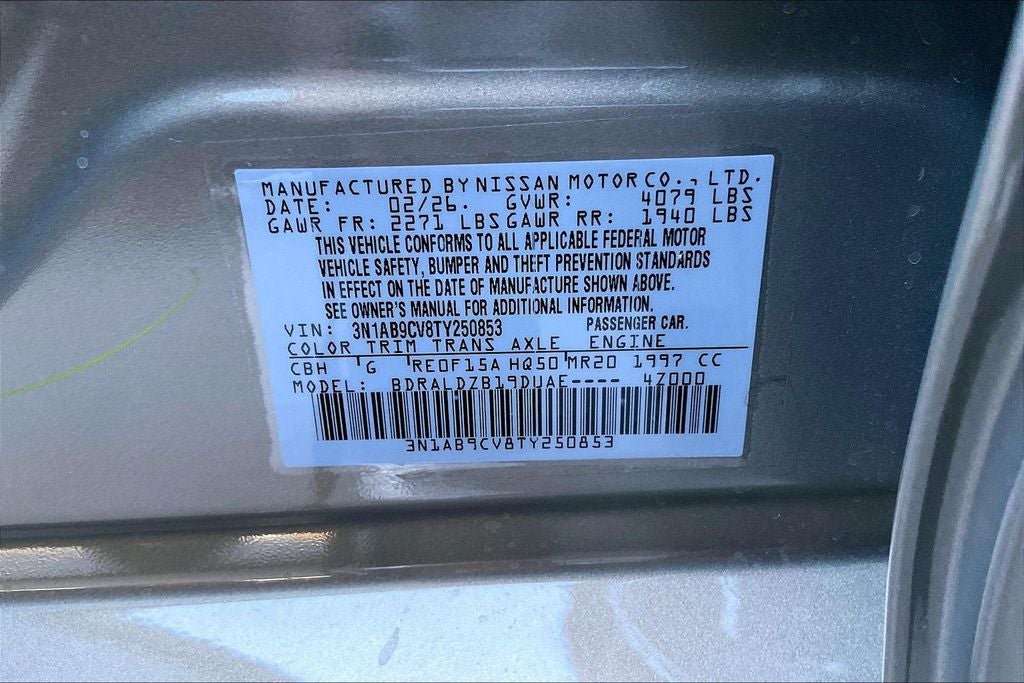 MANUFACTURED BY NISSAN MOTOR CO., LTD.
DATE: 02/26. GVWR: 4079 LBS
GAWR FR: 2271 LBS GAWR RR: 1940 LBS
THIS VEHICLE CONFORMS TO ALL APPLICABLE FEDERAL MOTOR
VEHICLE SAFETY, BUMPER AND THEFT PREVENTION STANDARDS
IN EFFECT ON THE DATE OF MANUFACTURE SHOWN ABOVE.
SEE OWNER'S MANUAL FOR ADDITIONAL INFORMATION.
VIN: 3N1AB9CV8TY250853 PASSENGER CAR.
COLOR TRIM TRANS AXLE ENGINE
CBH G RE0F15A HQ50 MR20 1997 CC
MODEL: BDRALDZB19DUAE---- 4Z000
3N1AB9CV8TY250853